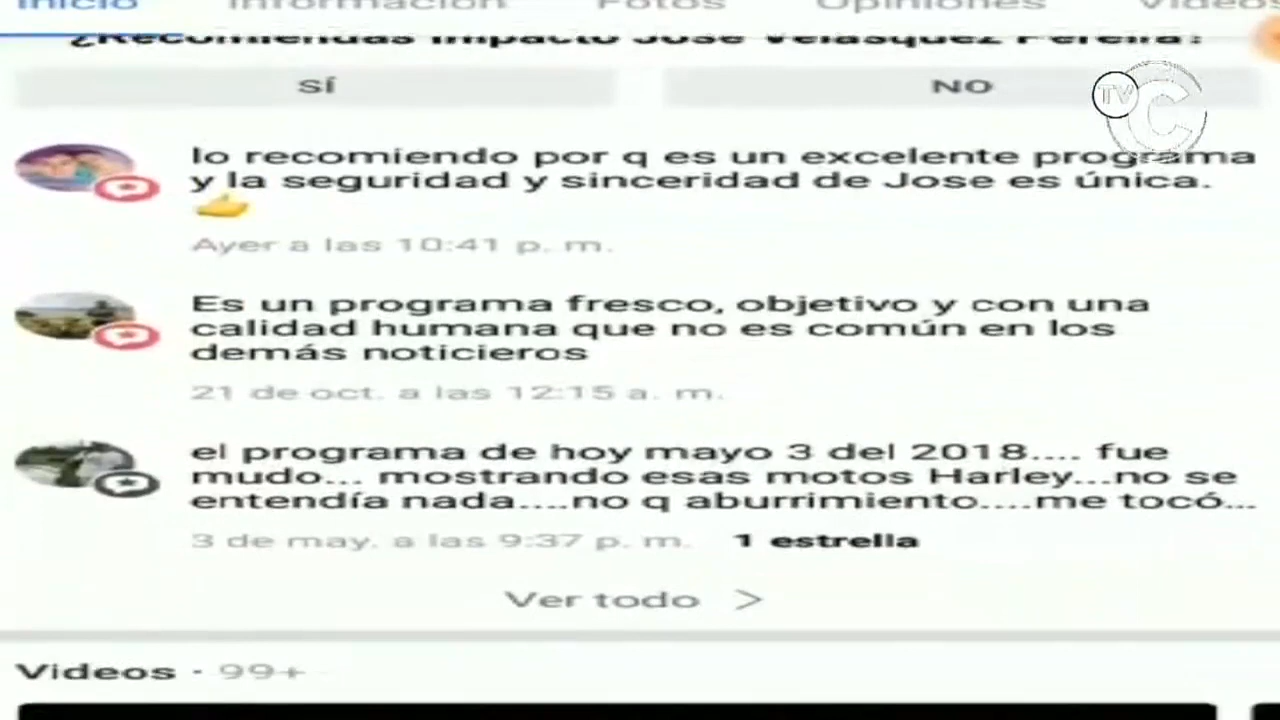 Inicio Información Fotos Opiniones Videos
¿Recomiendas Impacto José Velásquez Pereira?
SÍ NO
TVC
lo recomiendo por q es un excelente programa
y la seguridad y sinceridad de Jose es única.
👍
Ayer a las 10:41 p. m.
Es un programa fresco, objetivo y con una
calidad humana que no es común en los
demás noticieros
21 de oct. a las 12:15 a. m.
el programa de hoy mayo 3 del 2018.... fue
mudo... mostrando esas motos Harley...no se
entendía nada....no q aburrimiento....me tocó...
3 de may. a las 9:37 p. m. 1 estrella
Ver todo >
Videos · 99+